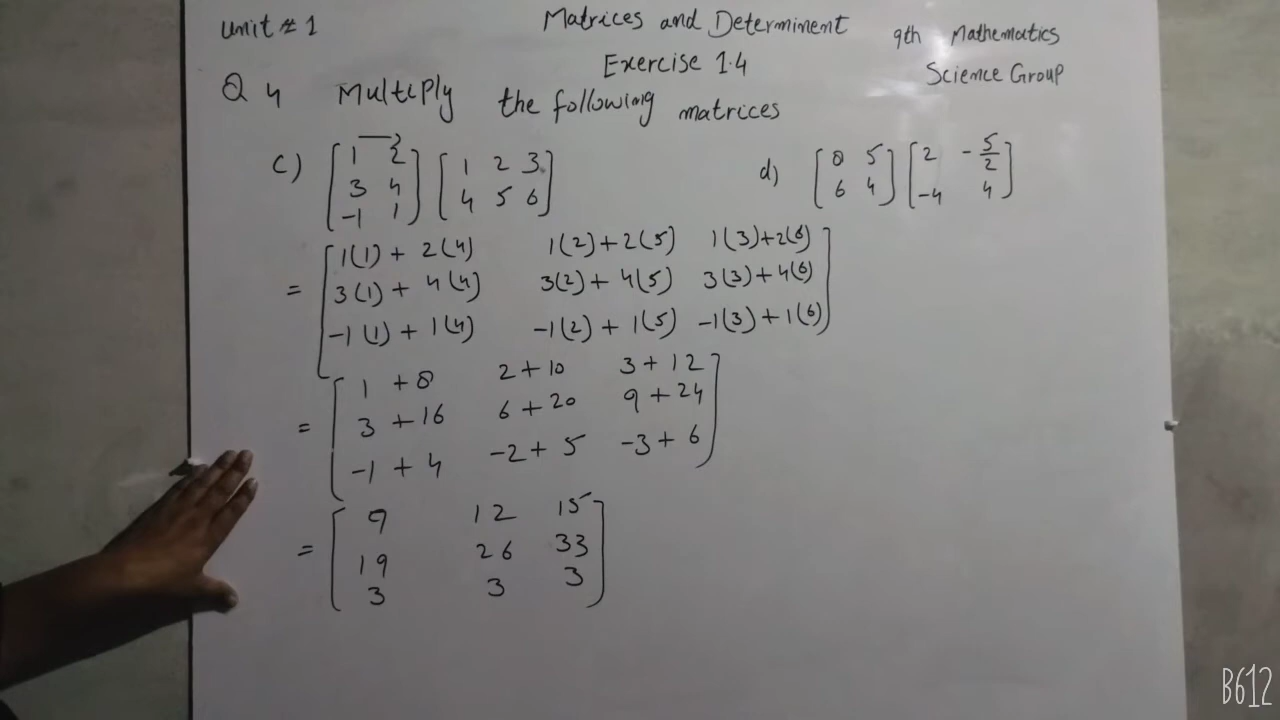 Unit # 1 Matrices and Determinent 9th Mathematics
Exercise 1.4 Science Group
Q 4 Multiply the following matrices
c) [1 2; 3 4; -1 1] [1 2 3; 4 5 6] d) [8 5; 6 4] [2 -5/2; -4 4]
= [1(1) + 2(4) 1(2)+2(5) 1(3)+2(6)
3(1) + 4(4) 3(2)+ 4(5) 3(3)+ 4(6)
-1(1) + 1(4) -1(2) + 1(5) -1(3)+1(6)]
= [1 +8 2+10 3+12
3 +16 6+20 9+24
-1 + 4 -2+5 -3+6]
= [9 12 15
19 26 33
3 3 3]
B612